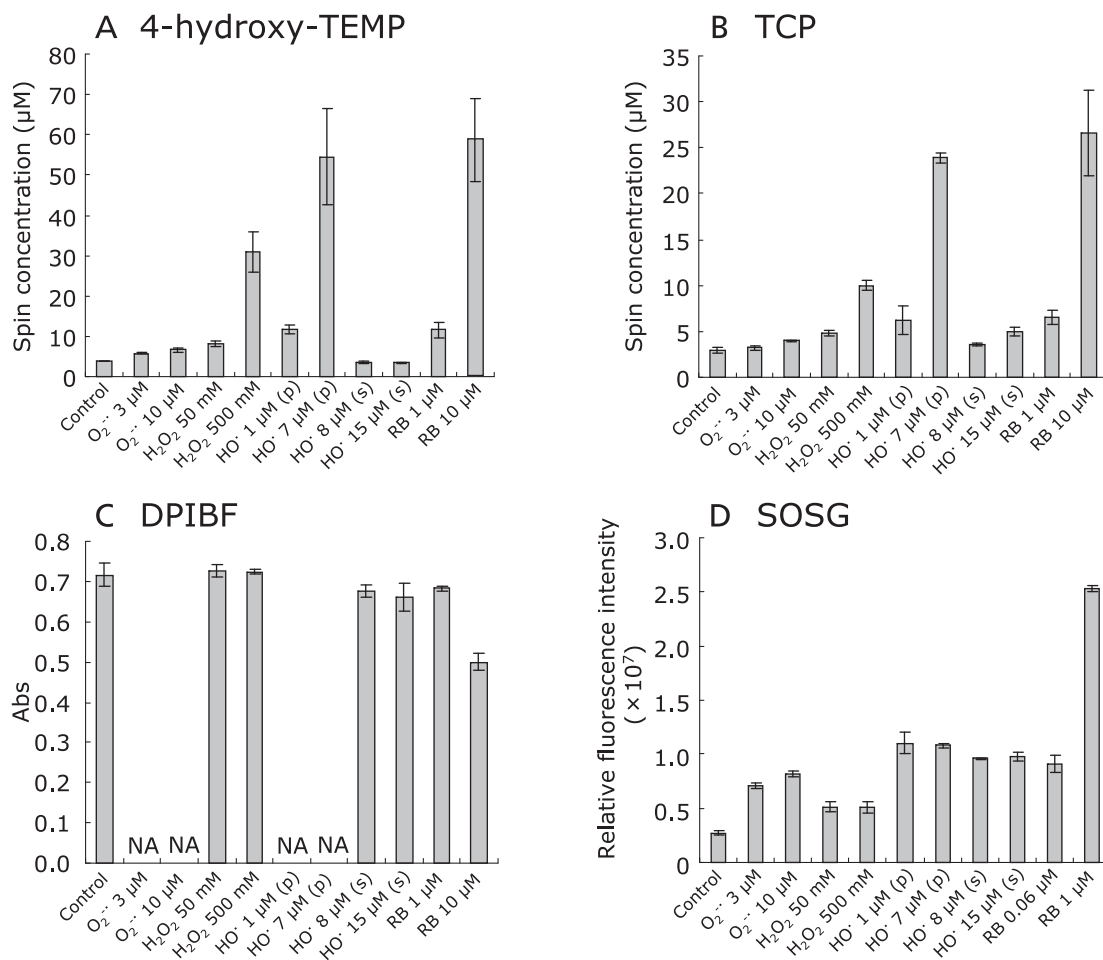 A 4-hydroxy-TEMP
Spin concentration (µM)
80
70
60
50
40
30
20
10
0
Control
O₂·⁻ 3 µM
O₂·⁻ 10 µM
H₂O₂ 50 mM
H₂O₂ 500 mM
HO· 1 µM (p)
HO· 7 µM (p)
HO· 8 µM (s)
HO· 15 µM (s)
RB 1 µM
RB 10 µM
B TCP
Spin concentration (µM)
35
30
25
20
15
10
5
0
Control
O₂·⁻ 3 µM
O₂·⁻ 10 µM
H₂O₂ 50 mM
H₂O₂ 500 mM
HO· 1 µM (p)
HO· 7 µM (p)
HO· 8 µM (s)
HO· 15 µM (s)
RB 1 µM
RB 10 µM
C DPIBF
Abs
0.8
0.7
0.6
0.5
0.4
0.3
0.2
0.1
0.0
NA NA NA NA
Control
O₂·⁻ 3 µM
O₂·⁻ 10 µM
H₂O₂ 50 mM
H₂O₂ 500 mM
HO· 1 µM (p)
HO· 7 µM (p)
HO· 8 µM (s)
HO· 15 µM (s)
RB 1 µM
RB 10 µM
D SOSG
Relative fluorescence intensity
(×10⁷)
3.0
2.5
2.0
1.5
1.0
0.5
0
Control
O₂·⁻ 3 µM
O₂·⁻ 10 µM
H₂O₂ 50 mM
H₂O₂ 500 mM
HO· 1 µM (p)
HO· 7 µM (p)
HO· 8 µM (s)
HO· 15 µM (s)
RB 0.06 µM
RB 1 µM